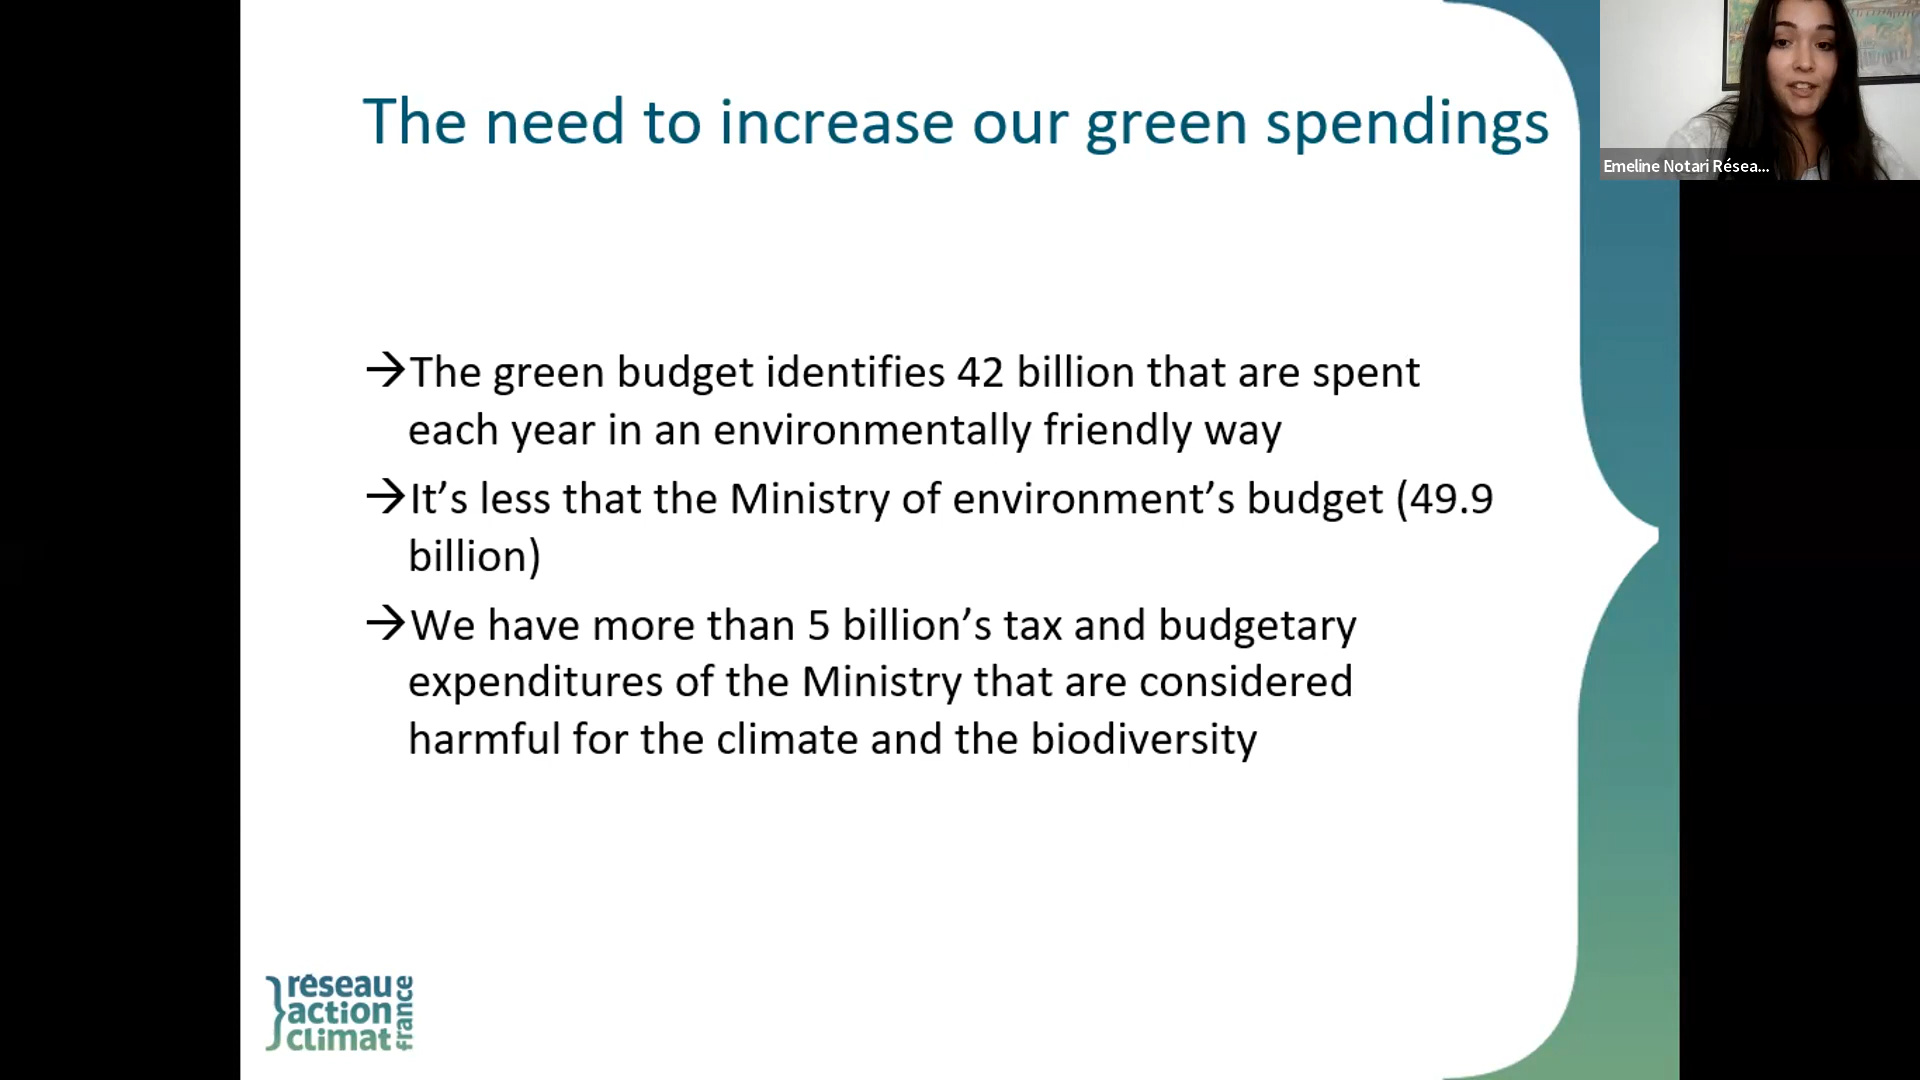 The need to increase our green spendings
Emeline Notari Résea...
→The green budget identifies 42 billion that are spent
each year in an environmentally friendly way
→It’s less that the Ministry of environment’s budget (49.9
billion)
→We have more than 5 billion’s tax and budgetary
expenditures of the Ministry that are considered
harmful for the climate and the biodiversity
réseau
action
climat
france